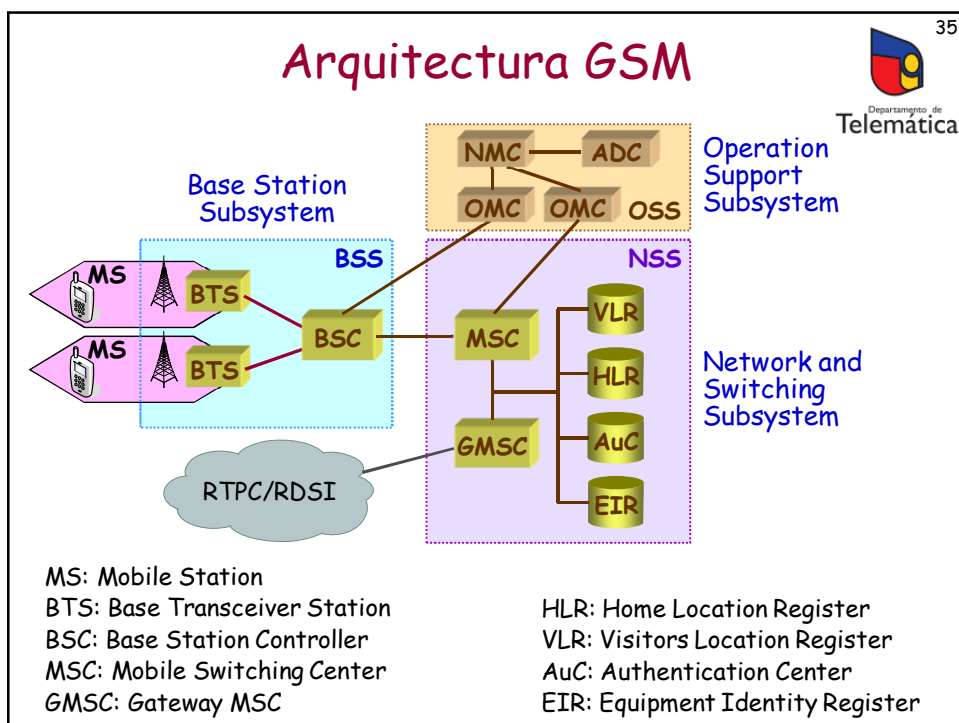 35
Arquitectura GSM
Departamento de
Telemática
NMC
ADC
OMC
OMC
OSS
Operation
Support
Subsystem
Base Station
Subsystem
BSS
NSS
MS
BTS
MS
BTS
BSC
MSC
GMSC
VLR
HLR
AuC
EIR
Network and
Switching
Subsystem
RTPC/RDSI
MS: Mobile Station
BTS: Base Transceiver Station
BSC: Base Station Controller
MSC: Mobile Switching Center
GMSC: Gateway MSC
HLR: Home Location Register
VLR: Visitors Location Register
AuC: Authentication Center
EIR: Equipment Identity Register